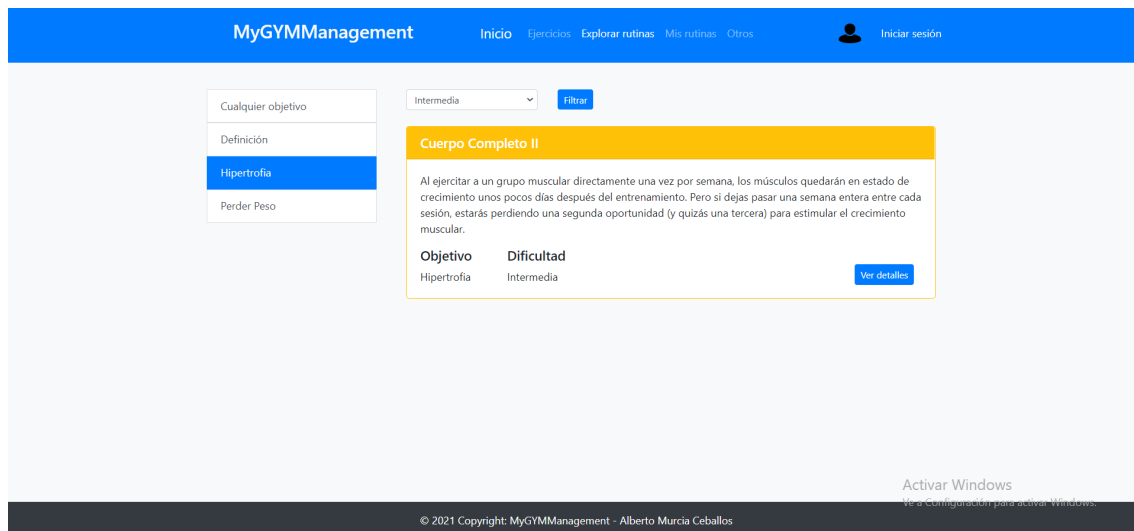 MyGYMManagement
Inicio Ejercicios Explorar rutinas Mis rutinas Otros
Iniciar sesión
Cualquier objetivo
Definición
Hipertrofia
Perder Peso
Intermedia
Filtrar
Cuerpo Completo II
Al ejercitar a un grupo muscular directamente una vez por semana, los músculos quedarán en estado de
crecimiento unos pocos días después del entrenamiento. Pero si dejas pasar una semana entera entre cada
sesión, estarás perdiendo una segunda oportunidad (y quizás una tercera) para estimular el crecimiento
muscular.
Objetivo Dificultad
Hipertrofia Intermedia
Ver detalles
Activar Windows
Ve a Configuración para activar Windows.
© 2021 Copyright: MyGYMManagement - Alberto Murcia Ceballos